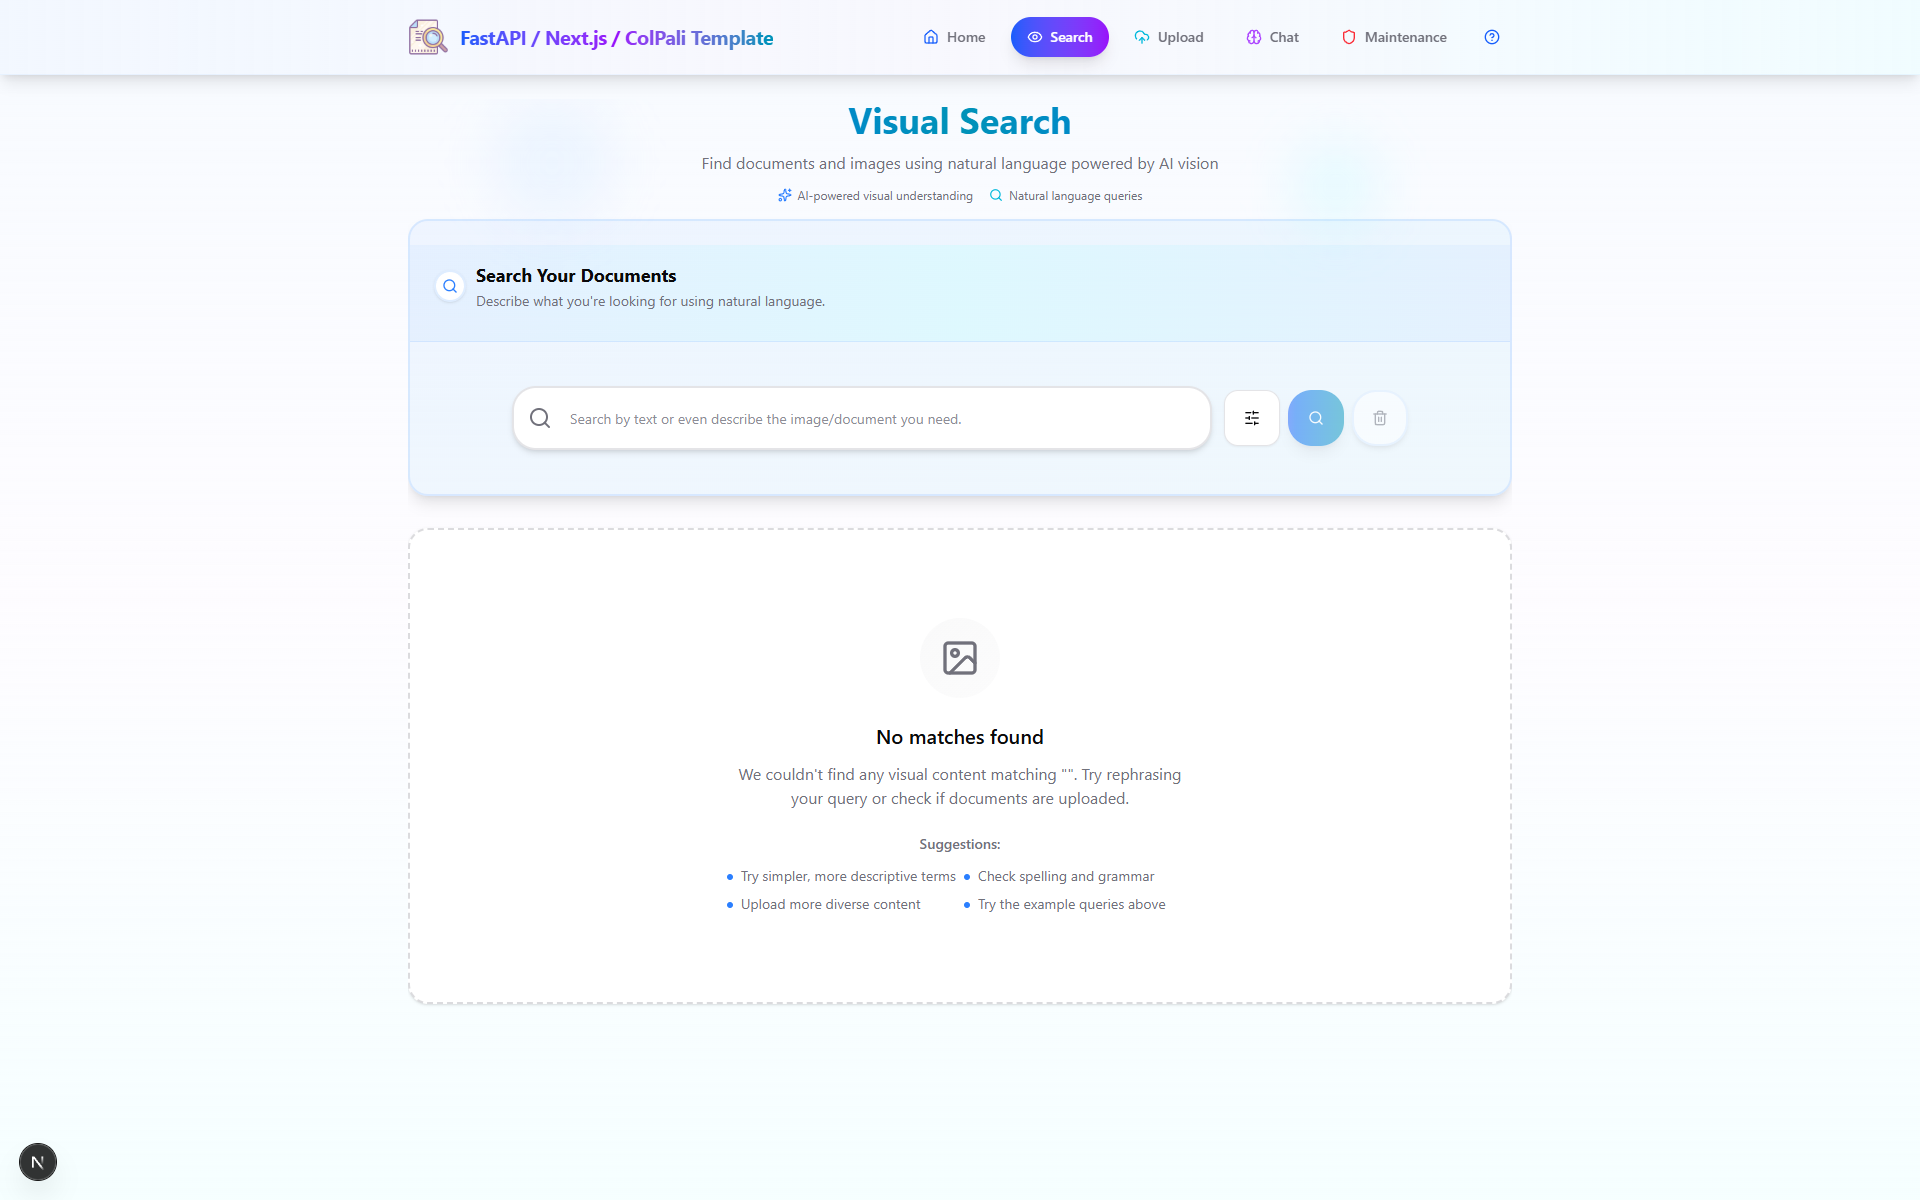 FastAPI / Next.js / ColPali Template
Home
Search
Upload
Chat
Maintenance
Visual Search
Find documents and images using natural language powered by AI vision
AI-powered visual understanding
Natural language queries
Search Your Documents
Describe what you're looking for using natural language.
Search by text or even describe the image/document you need.
No matches found
We couldn't find any visual content matching "". Try rephrasing
your query or check if documents are uploaded.
Suggestions:
Try simpler, more descriptive terms
Check spelling and grammar
Upload more diverse content
Try the example queries above
N